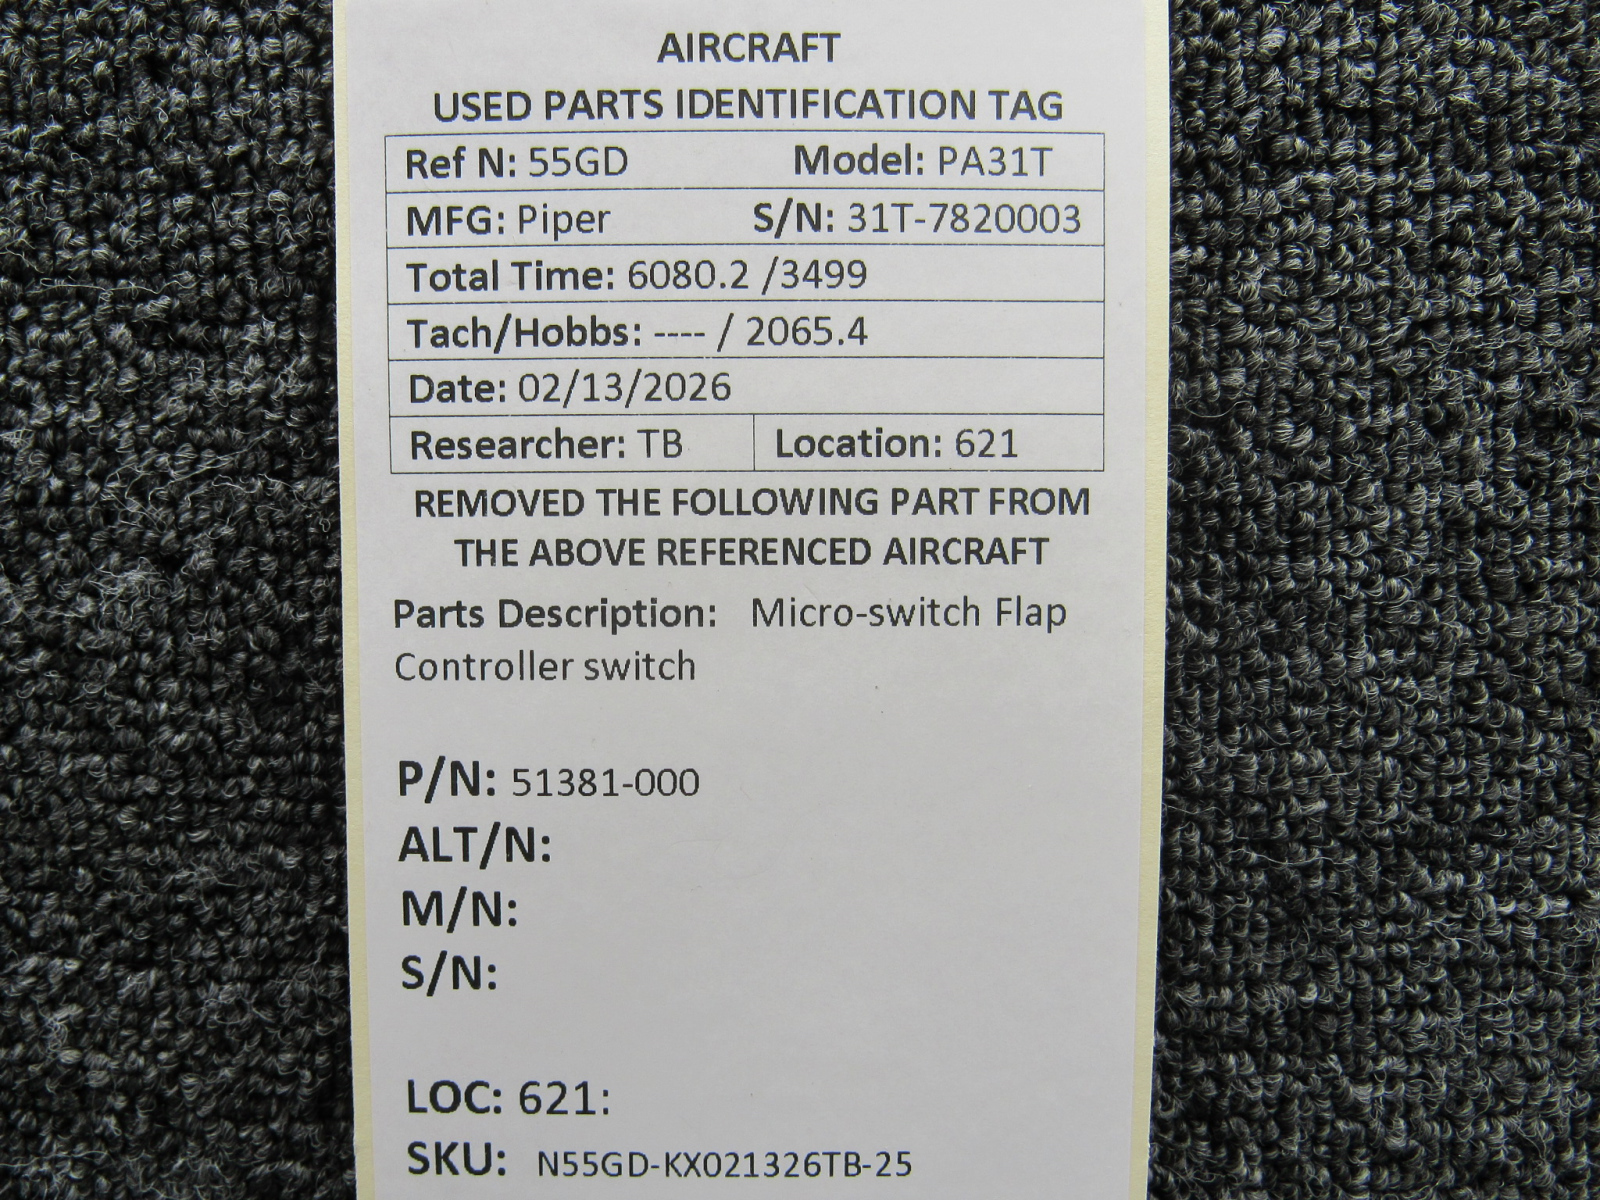 AIRCRAFT
USED PARTS IDENTIFICATION TAG
Ref N: 55GD Model: PA31T
MFG: Piper S/N: 31T-7820003
Total Time: 6080.2 /3499
Tach/Hobbs: ---- / 2065.4
Date: 02/13/2026
Researcher: TB Location: 621
REMOVED THE FOLLOWING PART FROM
THE ABOVE REFERENCED AIRCRAFT
Parts Description: Micro-switch Flap
Controller switch
P/N: 51381-000
ALT/N:
M/N:
S/N:
LOC: 621:
SKU: N55GD-KX021326TB-25